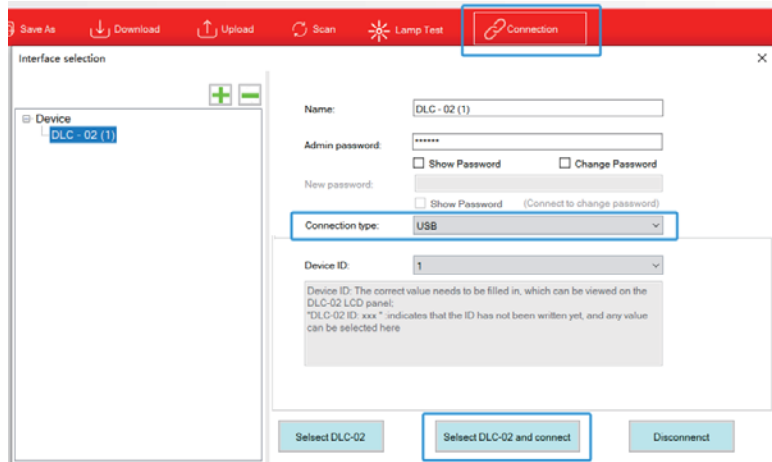 Save As Download Upload Scan Lamp Test Connection
Interface selection
Device
DLC - 02 (1)
Name: DLC - 02 (1)
Admin password: ******
Show Password Change Password
New password:
Show Password (Connect to change password)
Connection type: USB
Device ID: 1
Device ID: The correct value needs to be filled in, which can be viewed on the
DLC-02 LCD panel;
"DLC-02 ID: xxx " :indicates that the ID has not been written yet, and any value
can be selected here
Selsect DLC-02 Selsect DLC-02 and connect Disconnenct